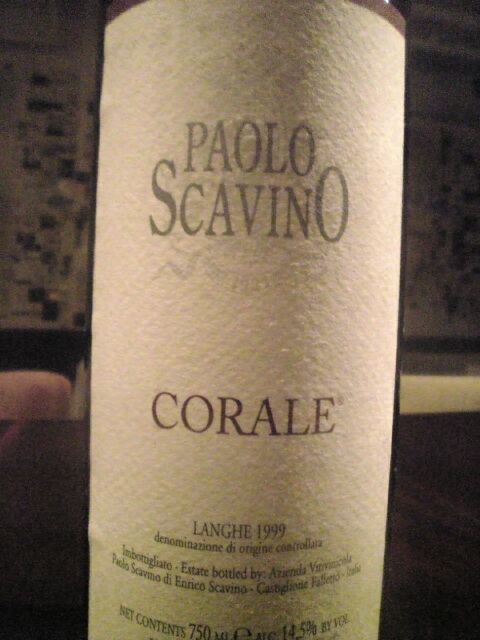 PAOLO
SCAVINO
CORALE®
LANGHE 1999
denominazione di origine controllata
Imbottigliato - Estate bottled by: Azienda Vitivinicola
Paolo Scavino di Enrico Scavino - Castiglione Falletto - Italia
NET CONTENTS 750 ML e ALC. 14,5% BY VOL.